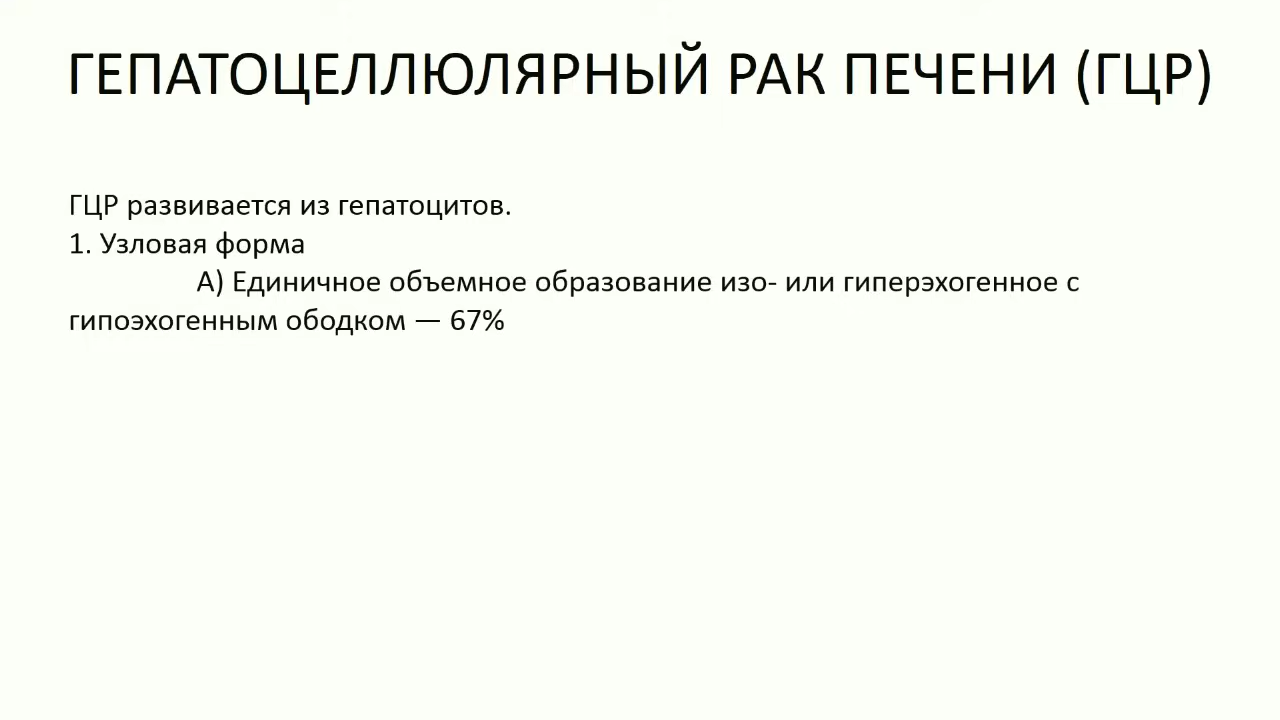 ГЕПАТОЦЕЛЛЮЛЯРНЫЙ РАК ПЕЧЕНИ (ГЦР)
ГЦР развивается из гепатоцитов.
1. Узловая форма
А) Единичное объемное образование изо- или гиперэхогенное с
гипоэхогенным ободком — 67%